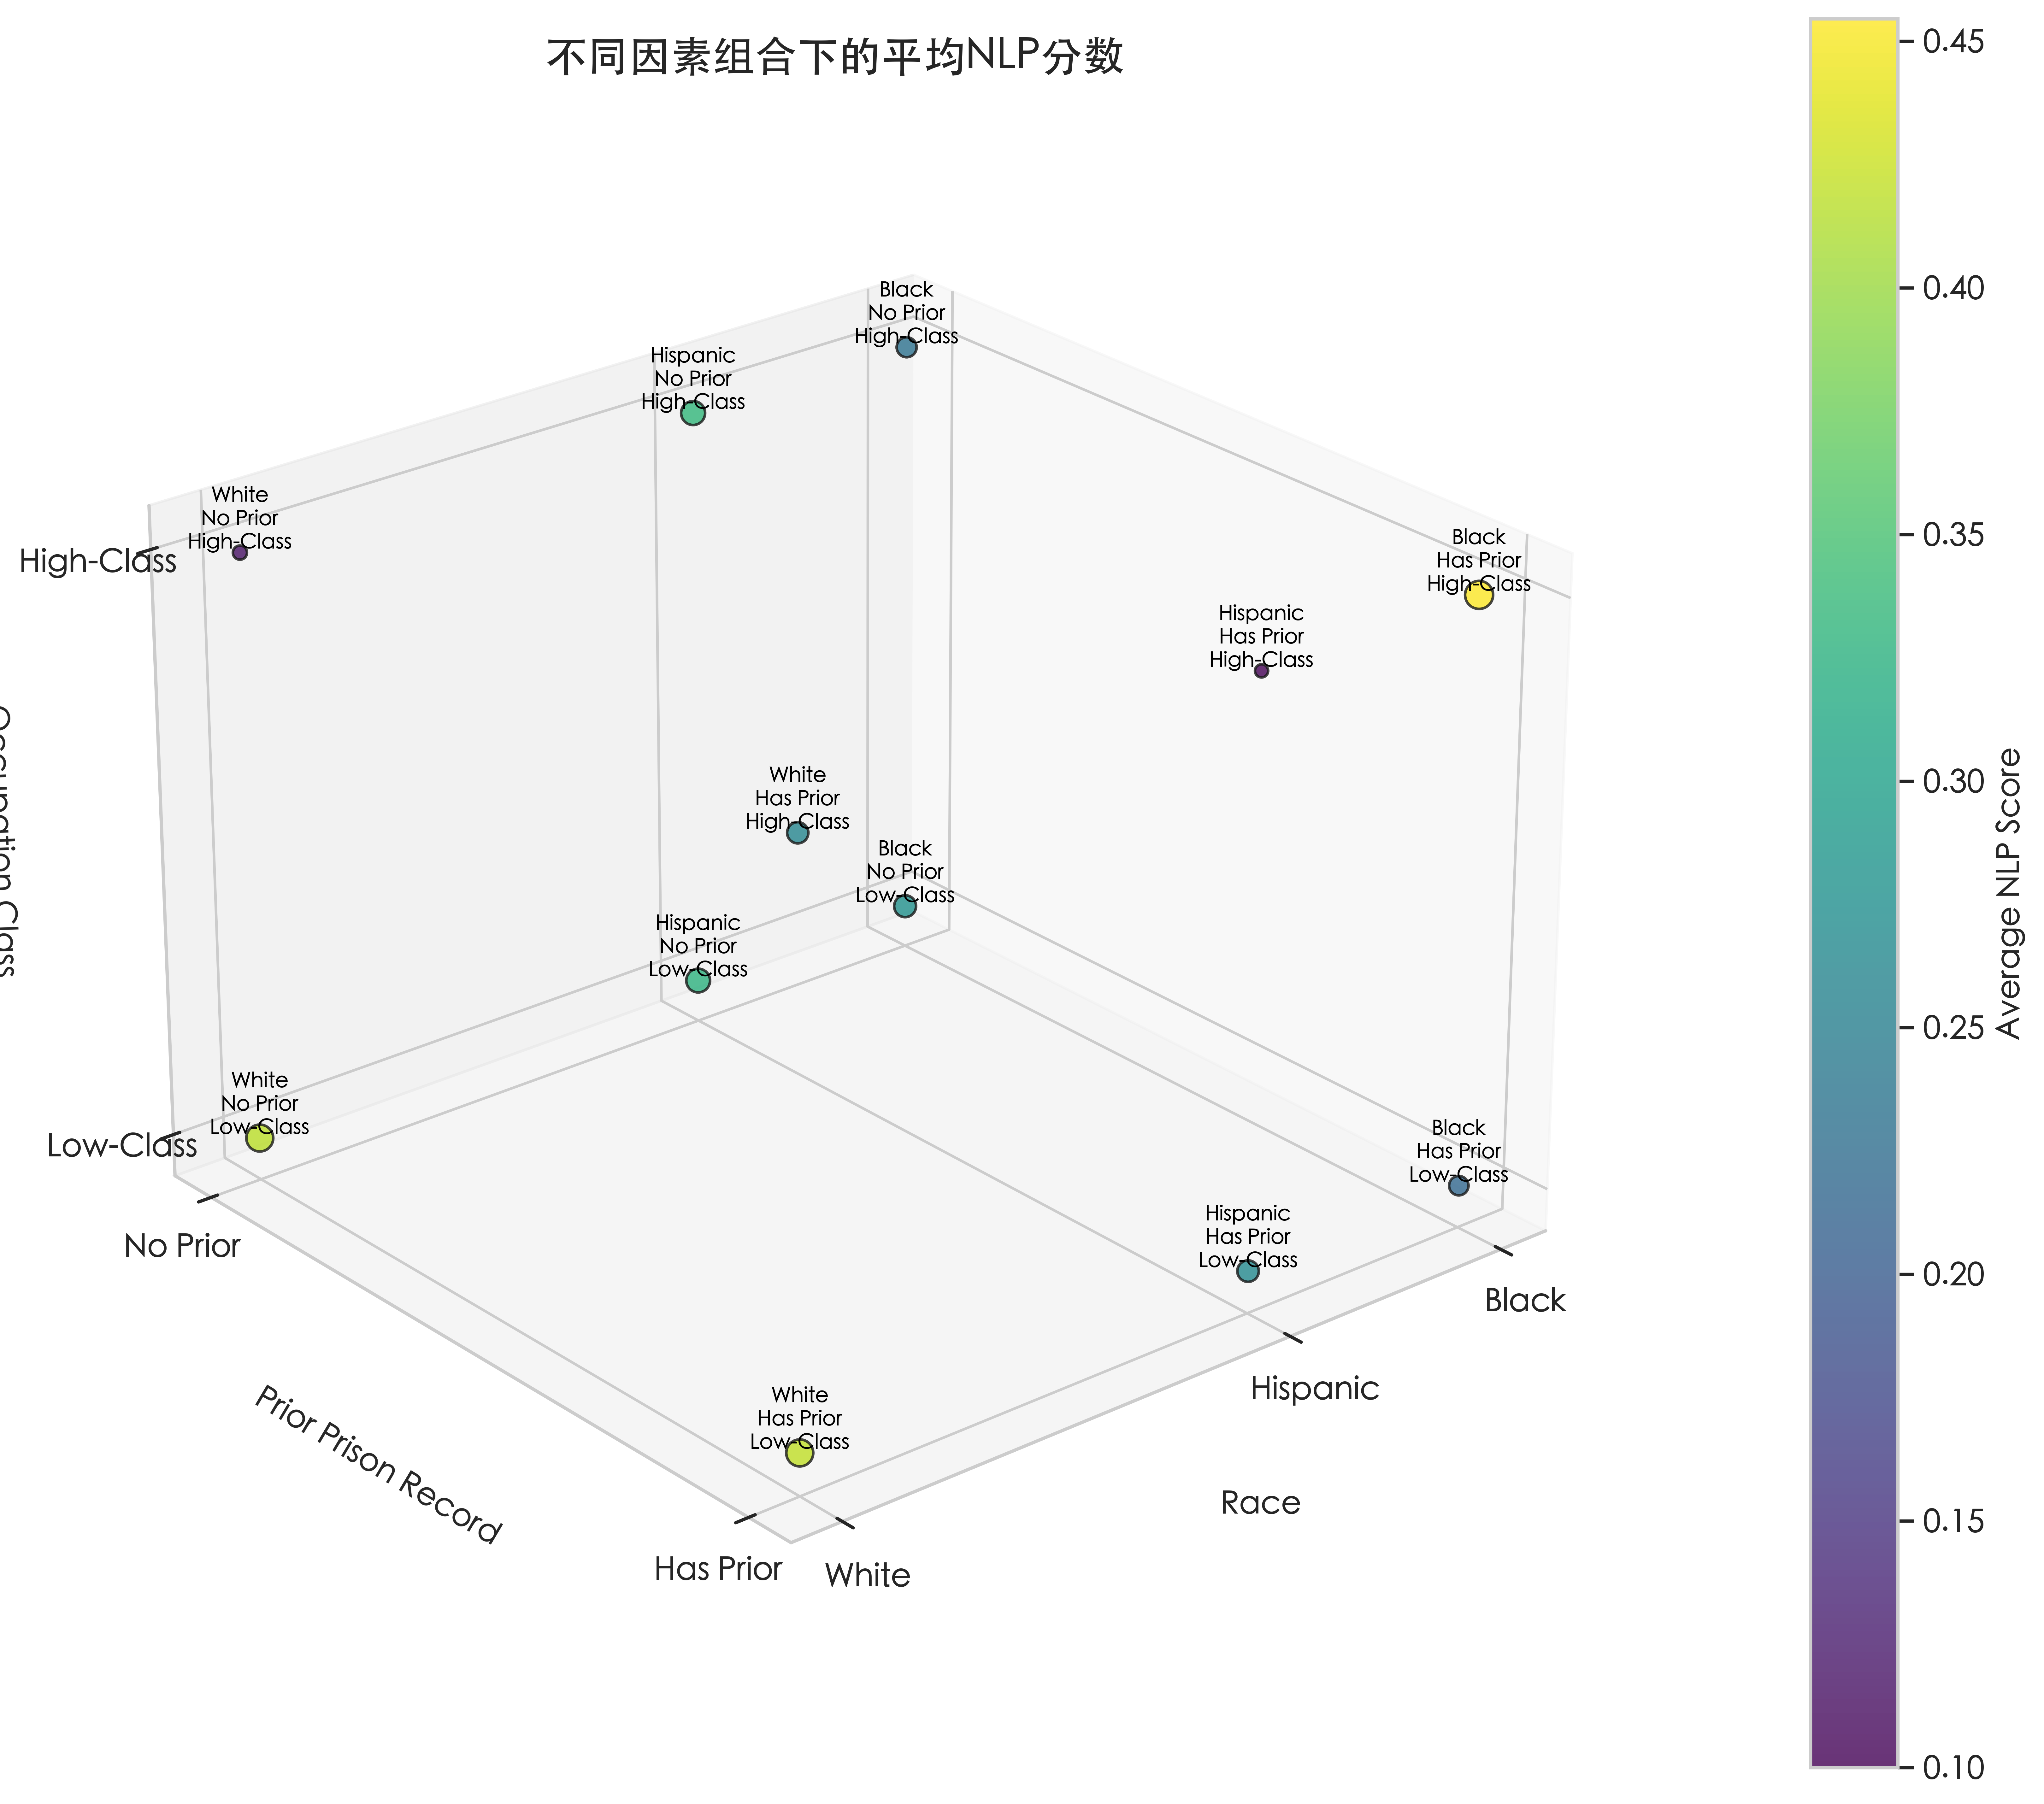 不同因素组合下的平均NLP分数
Black
No Prior
High-Class
Hispanic
No Prior
High-Class
White
No Prior
High-Class
Black
Has Prior
High-Class
Hispanic
Has Prior
High-Class
White
Has Prior
High-Class
Black
No Prior
Low-Class
Hispanic
No Prior
Low-Class
White
No Prior
Low-Class
Black
Has Prior
Low-Class
Hispanic
Has Prior
Low-Class
White
Has Prior
Low-Class
High-Class
Low-Class
Occupation Class
No Prior
Has Prior
Prior Prison Record
White
Hispanic
Black
Race
0.45
0.40
0.35
0.30
0.25
0.20
0.15
0.10
Average NLP Score